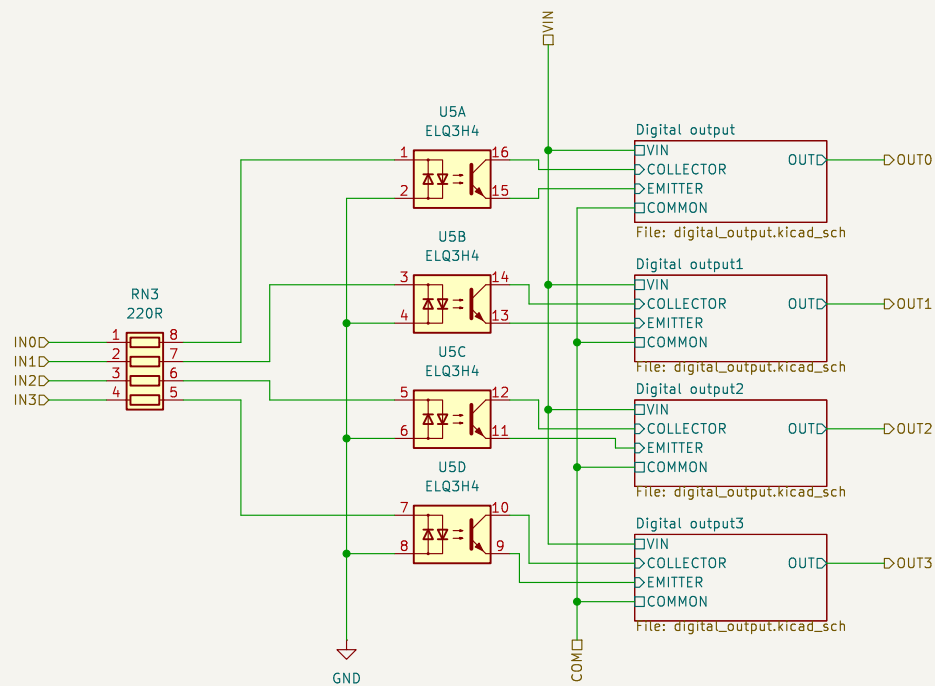 VIN
U5A
ELQ3H4
1
2
16
15
Digital output
VIN
COLLECTOR
EMITTER
COMMON
OUT
OUT0
File: digital_output.kicad_sch
U5B
ELQ3H4
3
4
14
13
Digital output1
VIN
COLLECTOR
EMITTER
COMMON
OUT
OUT1
File: digital_output.kicad_sch
RN3
220R
IN0
1
8
IN1
2
7
IN2
3
6
IN3
4
5
U5C
ELQ3H4
5
6
12
11
Digital output2
VIN
COLLECTOR
EMITTER
COMMON
OUT
OUT2
File: digital_output.kicad_sch
U5D
ELQ3H4
7
8
10
9
Digital output3
VIN
COLLECTOR
EMITTER
COMMON
OUT
OUT3
File: digital_output.kicad_sch
GND
COM